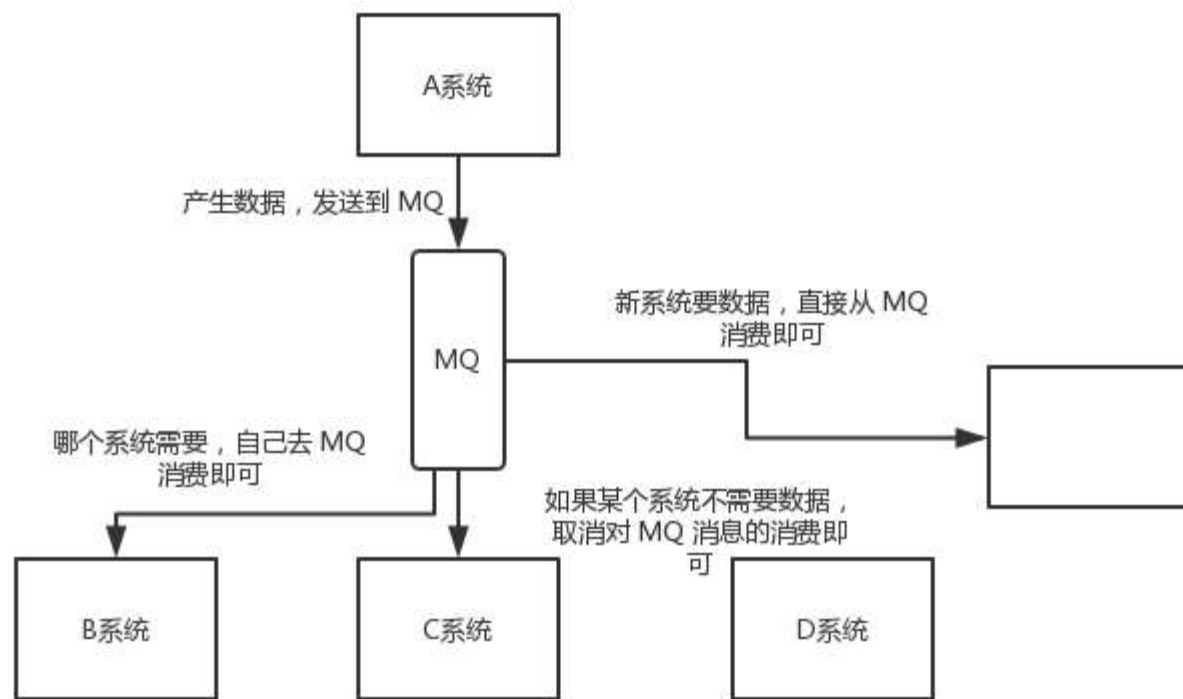 A系统
产生数据，发送到 MQ
新系统要数据，直接从 MQ
消费即可
MQ
哪个系统需要，自己去 MQ
消费即可
如果某个系统不需要数据，
取消对 MQ 消息的消费即
可
B系统
C系统
D系统